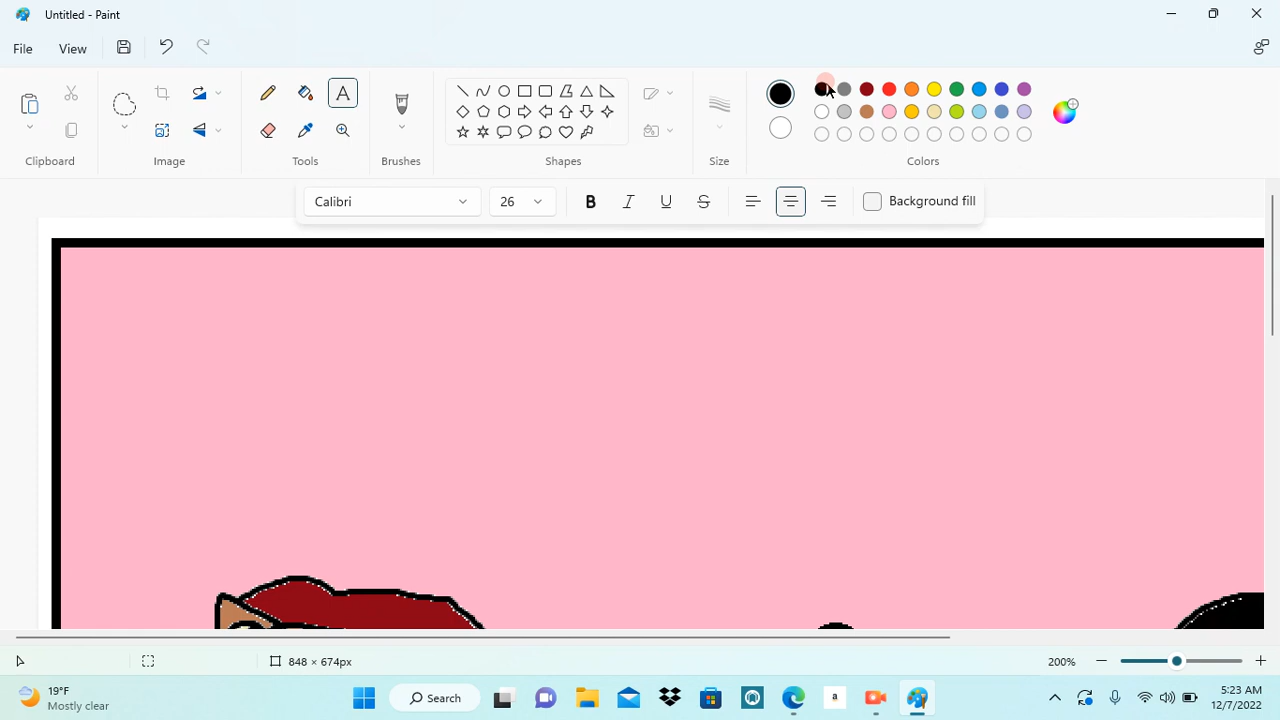 Untitled - Paint
File View
Clipboard
Image
Tools
Brushes
Shapes
Size
Colors
Calibri 26 B I U S Background fill
848 × 674px
200%
19°F
Mostly clear
Search
a
5:23 AM
12/7/2022